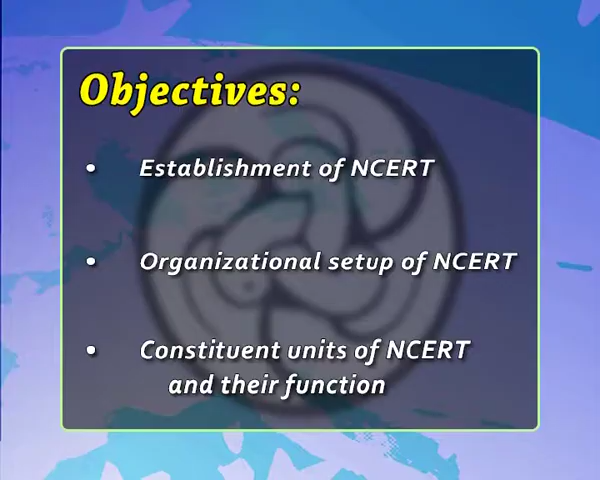 Objectives:
• Establishment of NCERT
• Organizational setup of NCERT
• Constituent units of NCERT
and their function